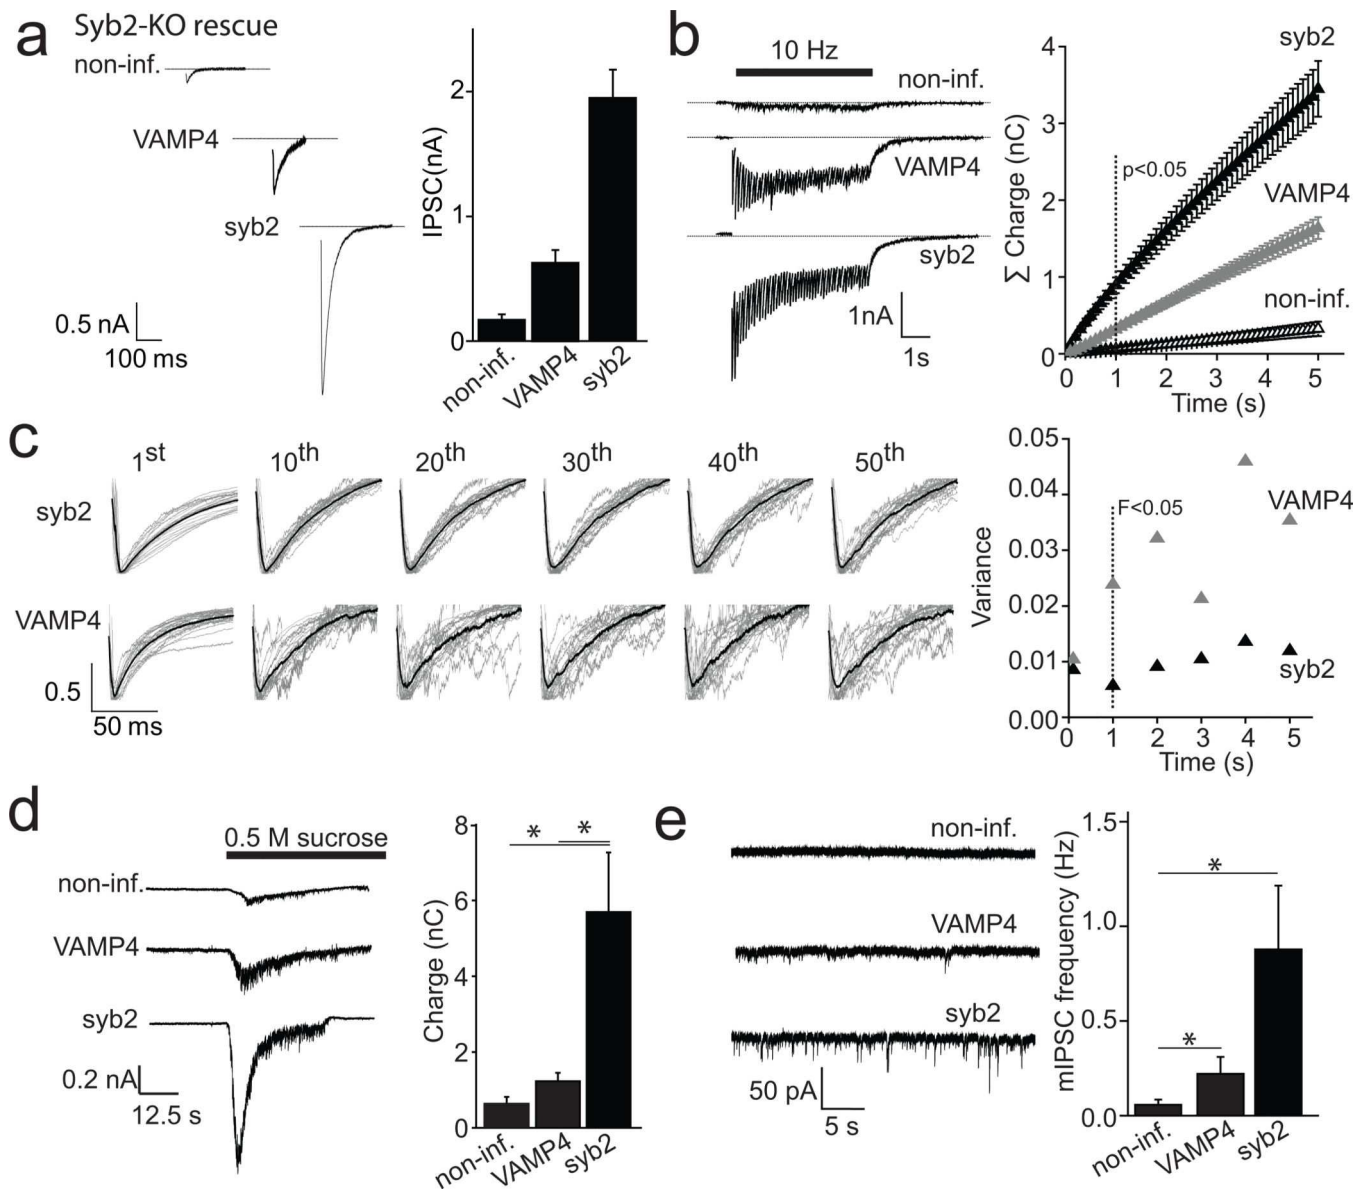 a
Syb2-KO rescue
non-inf.
VAMP4
syb2
0.5 nA
100 ms
IPSC(nA)
2
1
0
non-inf.
VAMP4
syb2
b
10 Hz
non-inf.
VAMP4
syb2
1nA
1s
∑ Charge (nC)
4
3
2
1
0
p<0.05
syb2
VAMP4
non-inf.
0 1 2 3 4 5
Time (s)
c
1st 10th 20th 30th 40th 50th
syb2
VAMP4
0.5
50 ms
Variance
0.05
0.04
0.03
0.02
0.01
0.00
F<0.05
VAMP4
syb2
0 1 2 3 4 5
Time (s)
d
0.5 M sucrose
non-inf.
VAMP4
syb2
0.2 nA
12.5 s
Charge (nC)
8
6
4
2
0
* *
non-inf.
VAMP4
syb2
e
non-inf.
VAMP4
syb2
50 pA
5 s
mIPSC frequency (Hz)
1.5
1.0
0.5
0.0
*
*
non-inf.
VAMP4
syb2